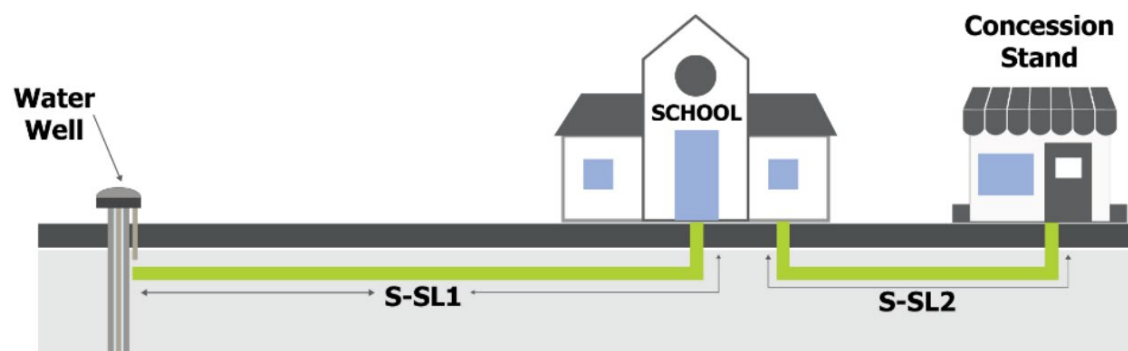 Water
Well
SCHOOL
Concession
Stand
S-SL1
S-SL2